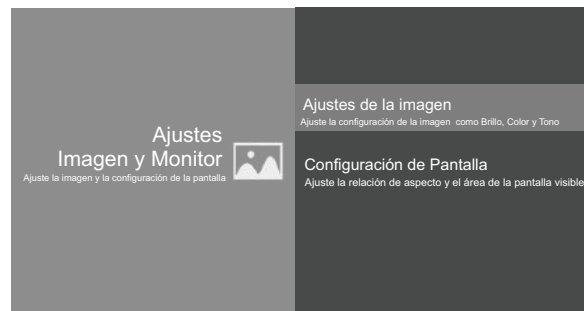 Ajustes
Imagen y Monitor
Ajuste la imagen y la configuración de la pantalla
Ajustes de la imagen
Ajuste la configuración de la imagen como Brillo, Color y Tono
Configuración de Pantalla
Ajuste la relación de aspecto y el área de la pantalla visible